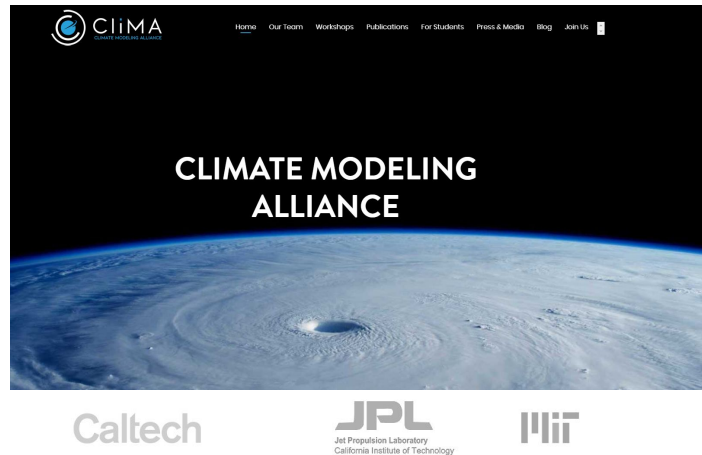 CLIMA
CLIMATE MODELING ALLIANCE
Home Our Team Workshops Publications For Students Press & Media Blog Join Us
CLIMATE MODELING
ALLIANCE
Caltech
JPL
Jet Propulsion Laboratory
California Institute of Technology
MIT